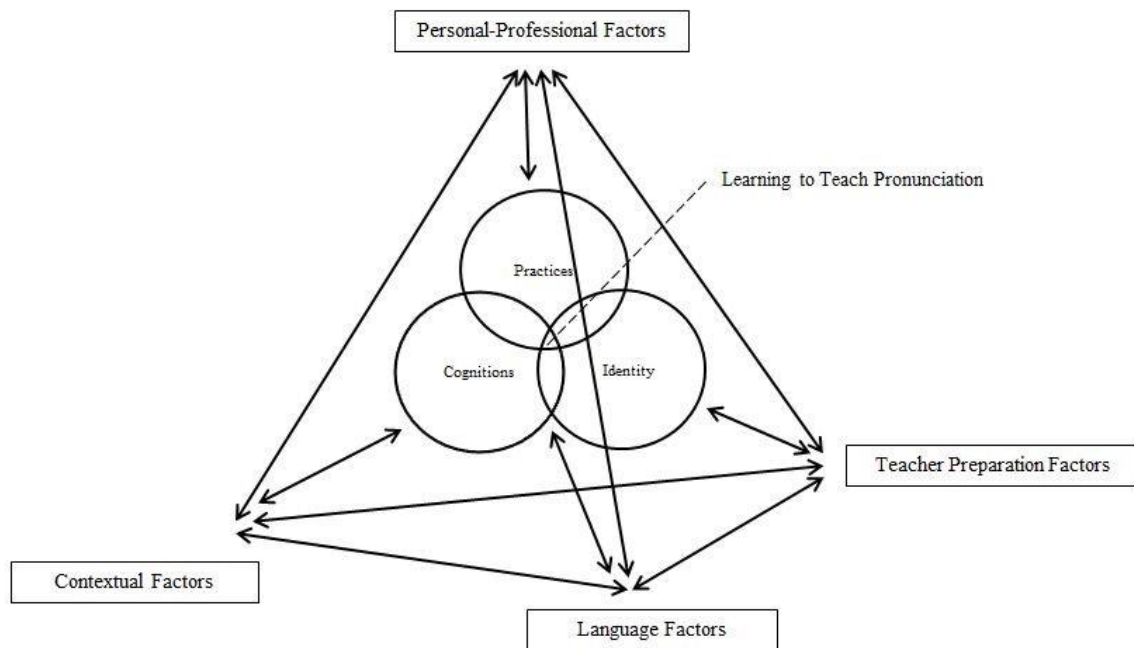 Personal-Professional Factors
Learning to Teach Pronunciation
Practices
Cognitions
Identity
Teacher Preparation Factors
Contextual Factors
Language Factors